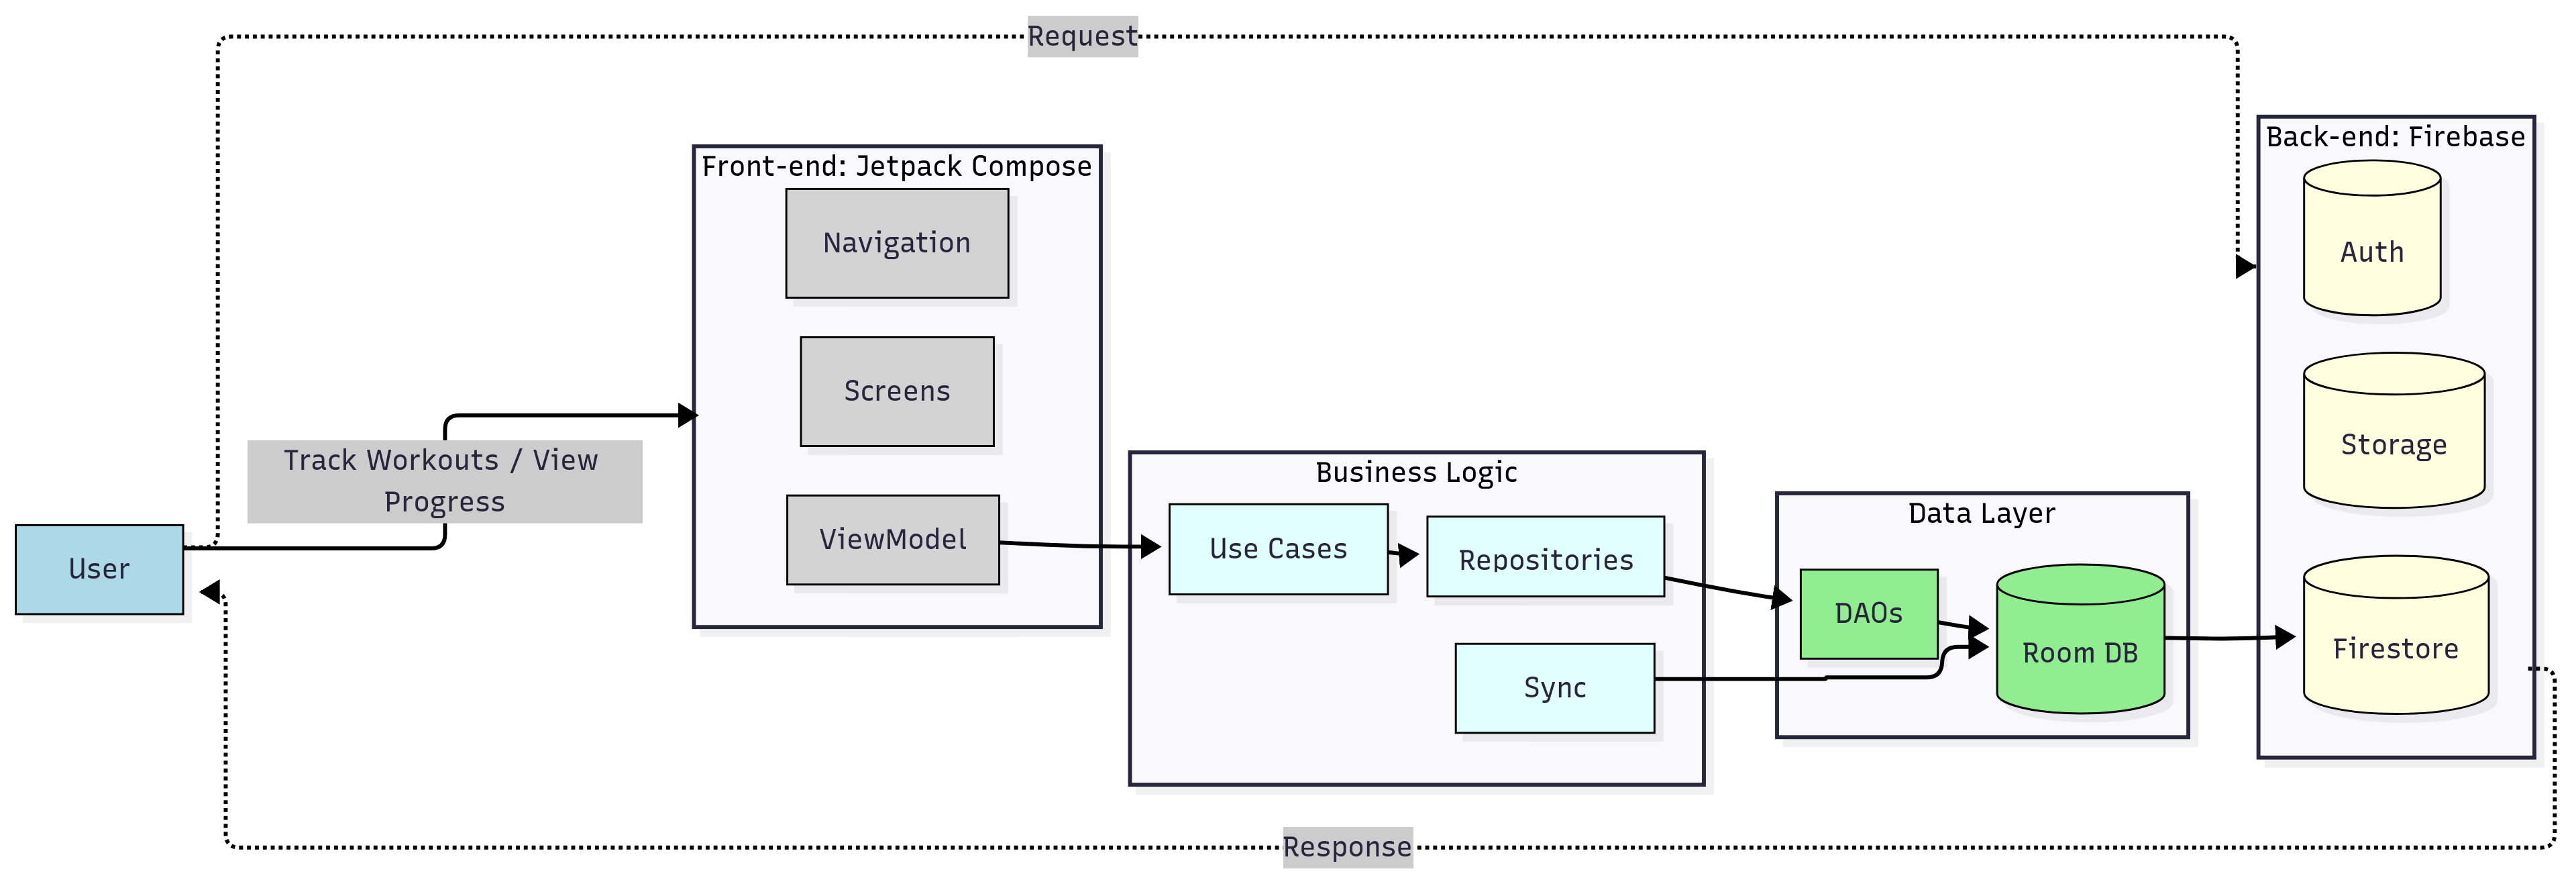 Request
Back-end: Firebase
Front-end: Jetpack Compose
Navigation
Auth
Screens
Storage
Track Workouts / View
Progress
Business Logic
Data Layer
User
ViewModel
Use Cases
Repositories
DAOs
Room DB
Firestore
Sync
Response